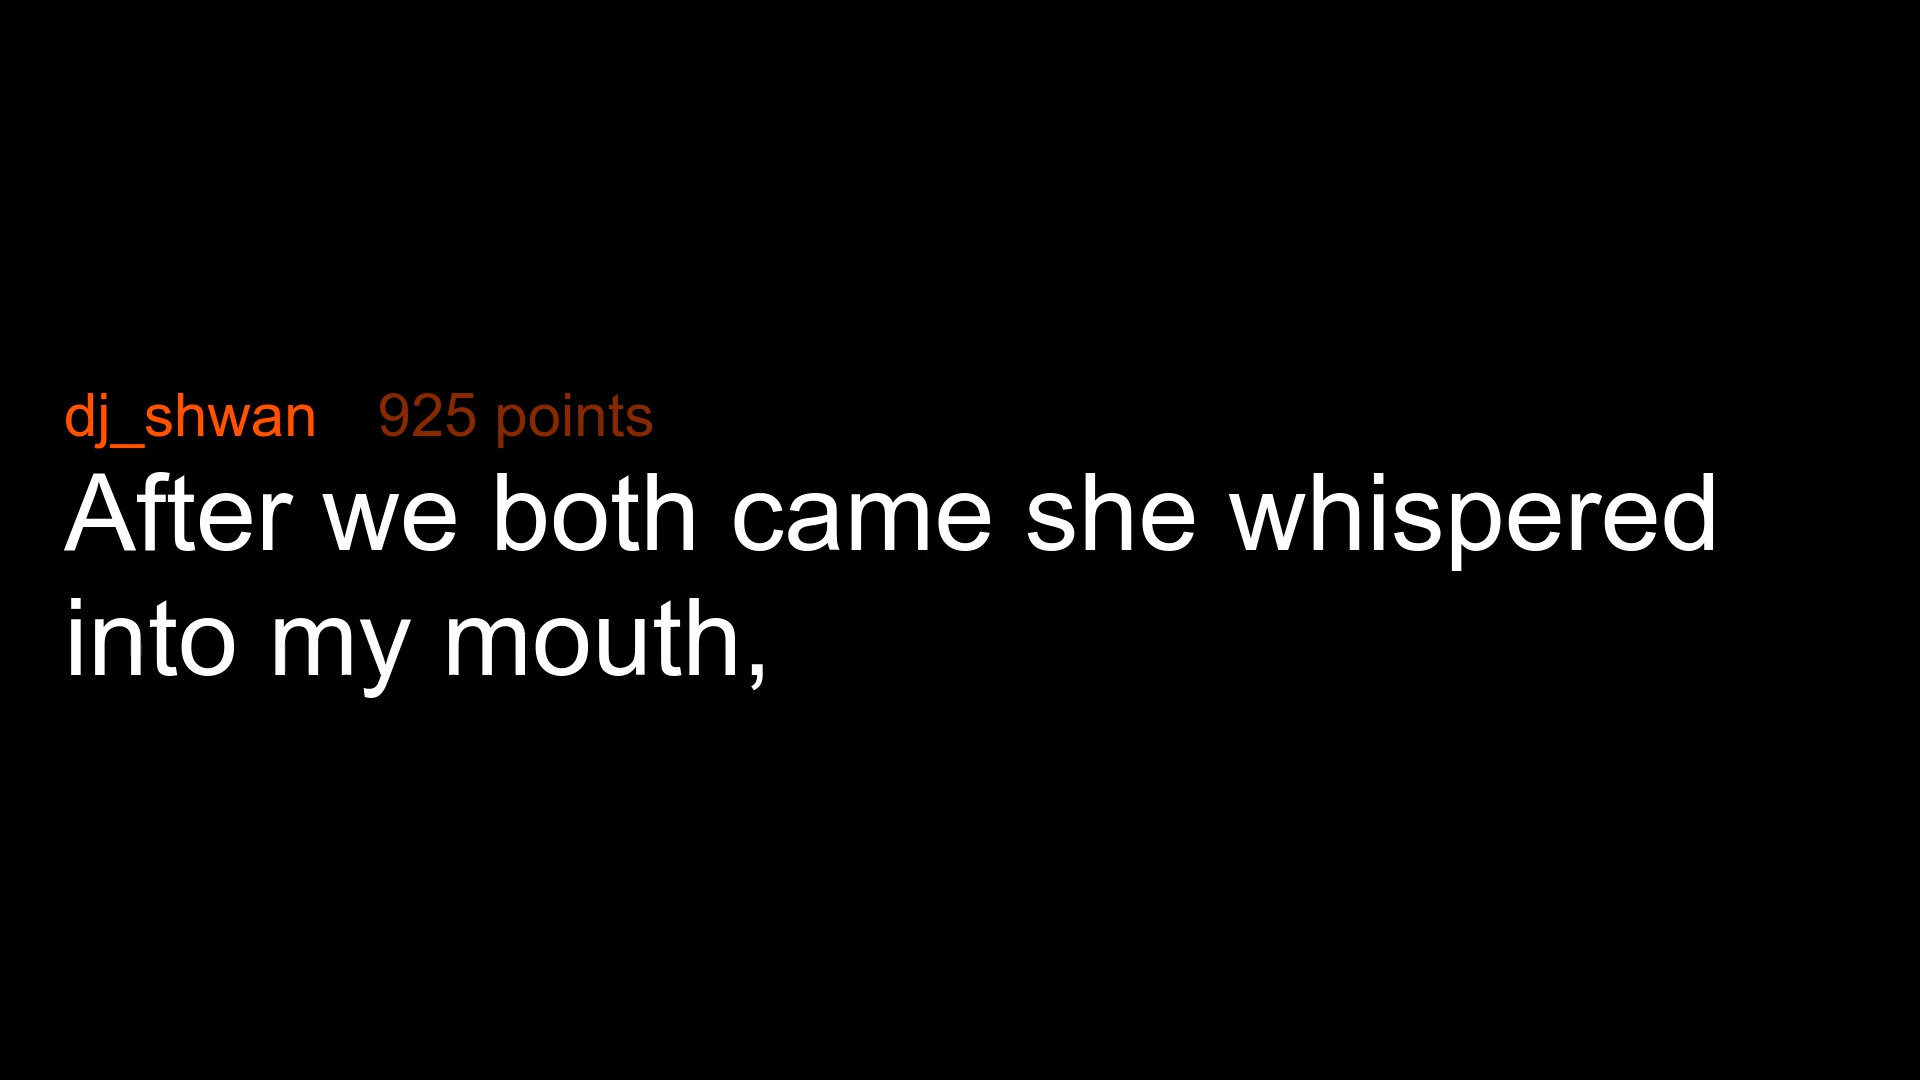 dj_shwan 925 points
After we both came she whispered
into my mouth,